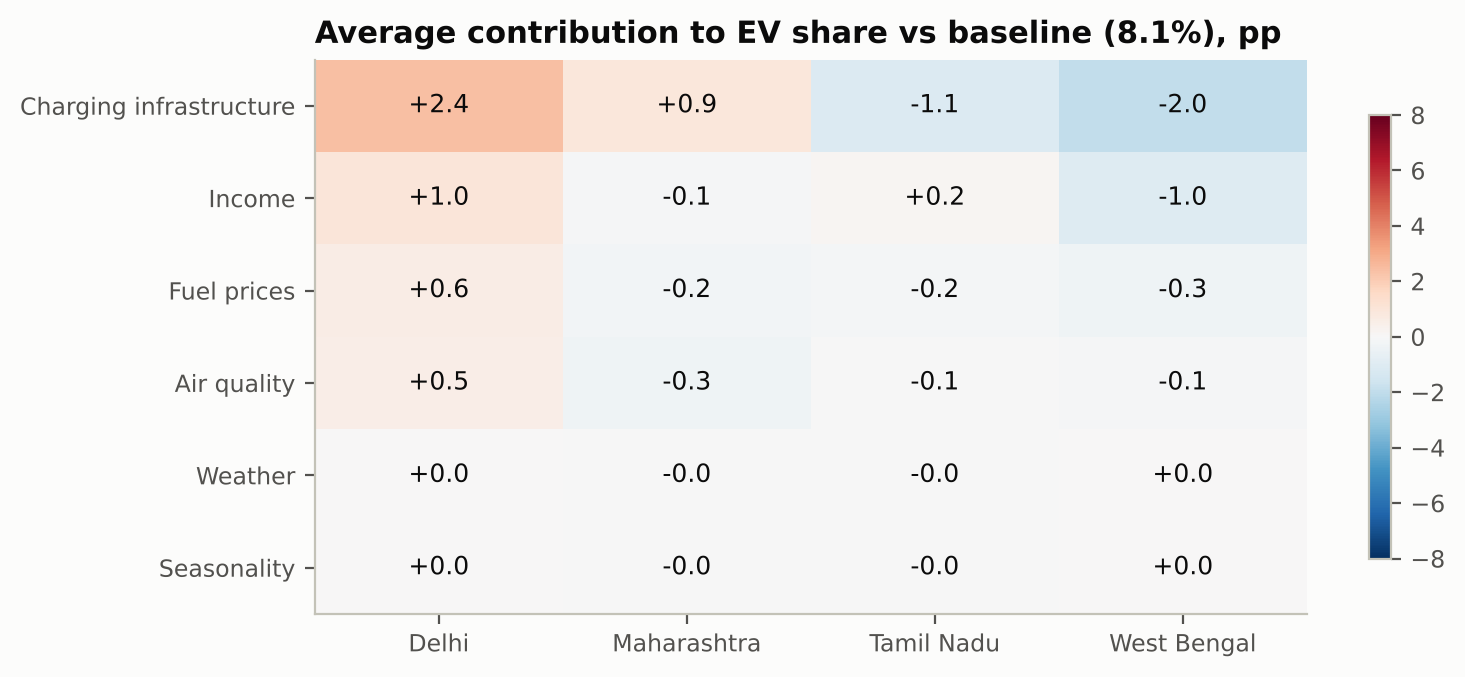 Average contribution to EV share vs baseline (8.1%), pp
Charging infrastructure +2.4 +0.9 -1.1 -2.0
Income +1.0 -0.1 +0.2 -1.0
Fuel prices +0.6 -0.2 -0.2 -0.3
Air quality +0.5 -0.3 -0.1 -0.1
Weather +0.0 -0.0 -0.0 +0.0
Seasonality +0.0 -0.0 -0.0 +0.0
Delhi Maharashtra Tamil Nadu West Bengal
8
6
4
2
0
−2
−4
−6
−8